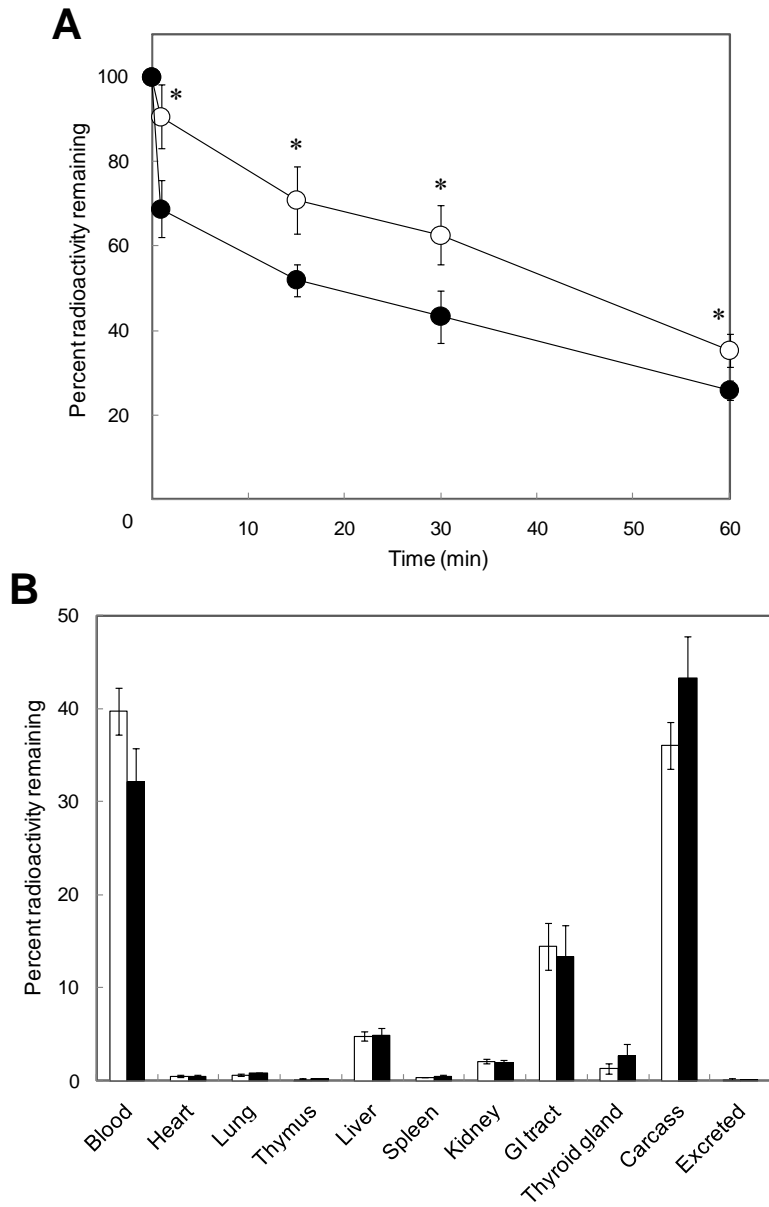 A
Percent radioactivity remaining
100
80
60
40
20
0
* * * *
10 20 30 40 50 60
Time (min)
B
Percent radioactivity remaining
50
40
30
20
10
0
Blood Heart Lung Thymus Liver Spleen Kidney GI tract Thyroid gland Carcass Excreted